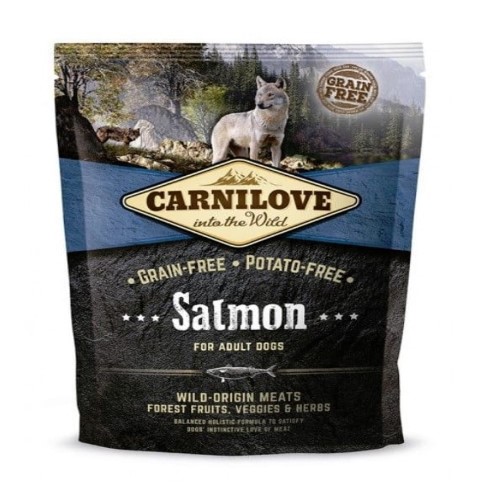 GRAIN
FREE
CARNILOVE
into the Wild
• GRAIN-FREE • POTATO-FREE •
Salmon
FOR ADULT DOGS
WILD-ORIGIN MEATS
FOREST FRUITS, VEGGIES & HERBS
BALANCED HOLISTIC FORMULA TO SATISFY
DOGS' INSTINCTIVE LOVE OF MEAT